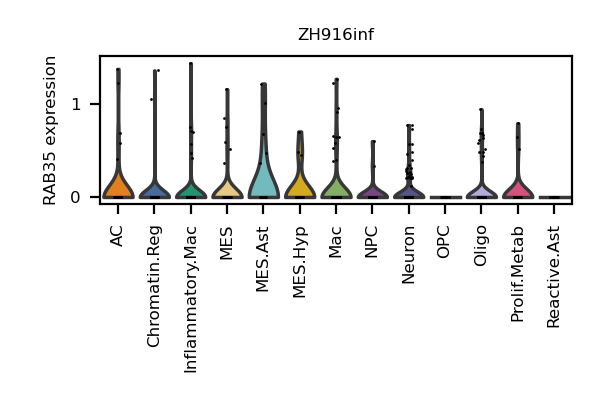 ZH916inf
RAB35 expression
1
0
AC
Chromatin.Reg
Inflammatory.Mac
MES
MES.Ast
MES.Hyp
Mac
NPC
Neuron
OPC
Oligo
Prolif.Metab
Reactive.Ast